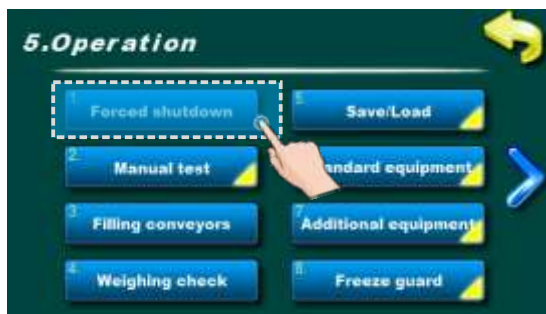 5.Operation
1.
Forced shutdown
2.
Manual test
3.
Filling conveyors
4.
Weighing check
5.
Save/Load
andard equipment
7.
Additional equipment
8.
Freeze guard